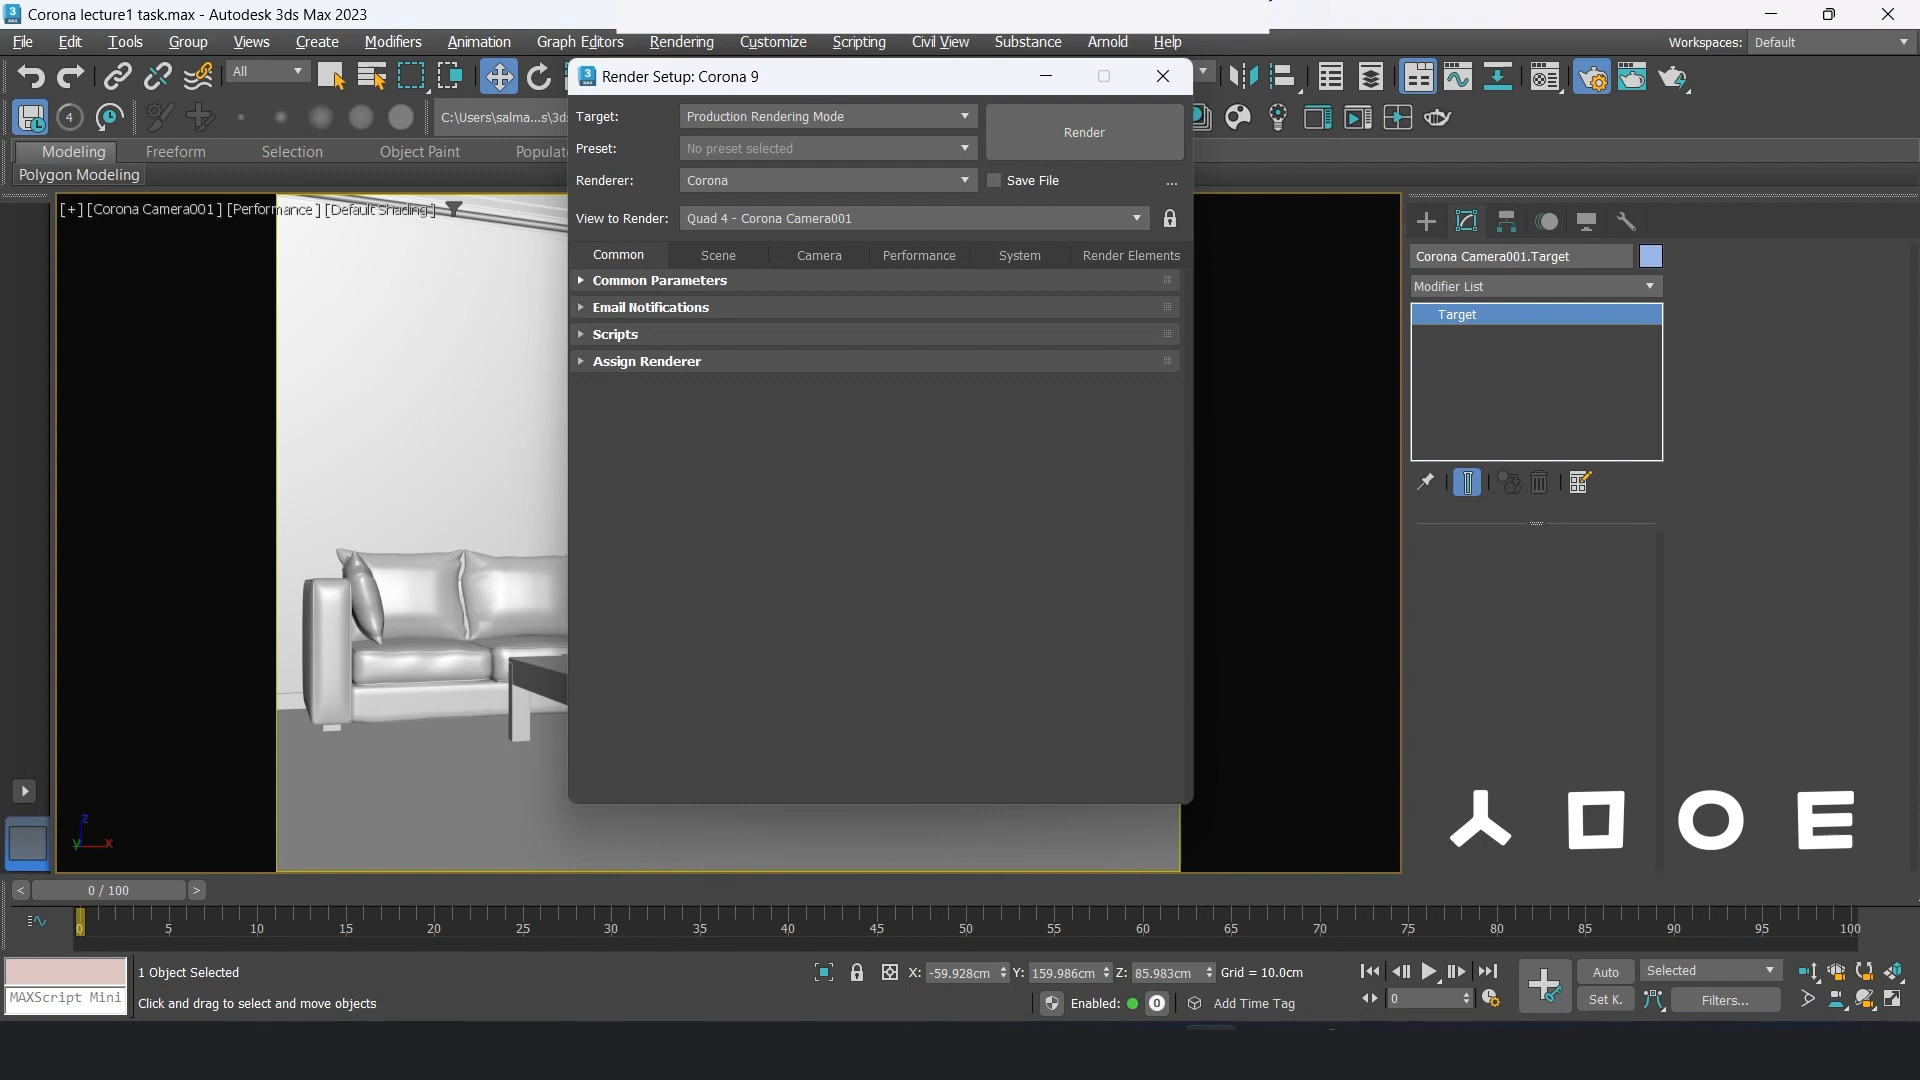 Corona lecture1 task.max - Autodesk 3ds Max 2023
File Edit Tools Group Views Create Modifiers Animation Graph Editors Rendering Customize Scripting Civil View Substance Arnold Help
Workspaces: Default
All
Render Setup: Corona 9
4
C:\Users\salma...s\3ds
Target: Production Rendering Mode
Render
Preset: No preset selected
Modeling Freeform Selection Object Paint Populat
Polygon Modeling
Renderer: Corona
Save File
...
[+] [Corona Camera001] [Performance] [Default Shading]
View to Render: Quad 4 - Corona Camera001
Common Scene Camera Performance System Render Elements
Common Parameters
Email Notifications
Scripts
Assign Renderer
Corona Camera001.Target
Modifier List
Target
z
y x
< 0 / 100 >
0 5 10 15 20 25 30 35 40 45 50 55 60 65 70 75 80 85 90 95 100
1 Object Selected
X: -59.928cm Y: 159.986cm Z: 85.983cm Grid = 10.0cm
Auto Selected
MAXScript Mini
Click and drag to select and move objects
Enabled: 0 Add Time Tag
0
Set K. Filters...